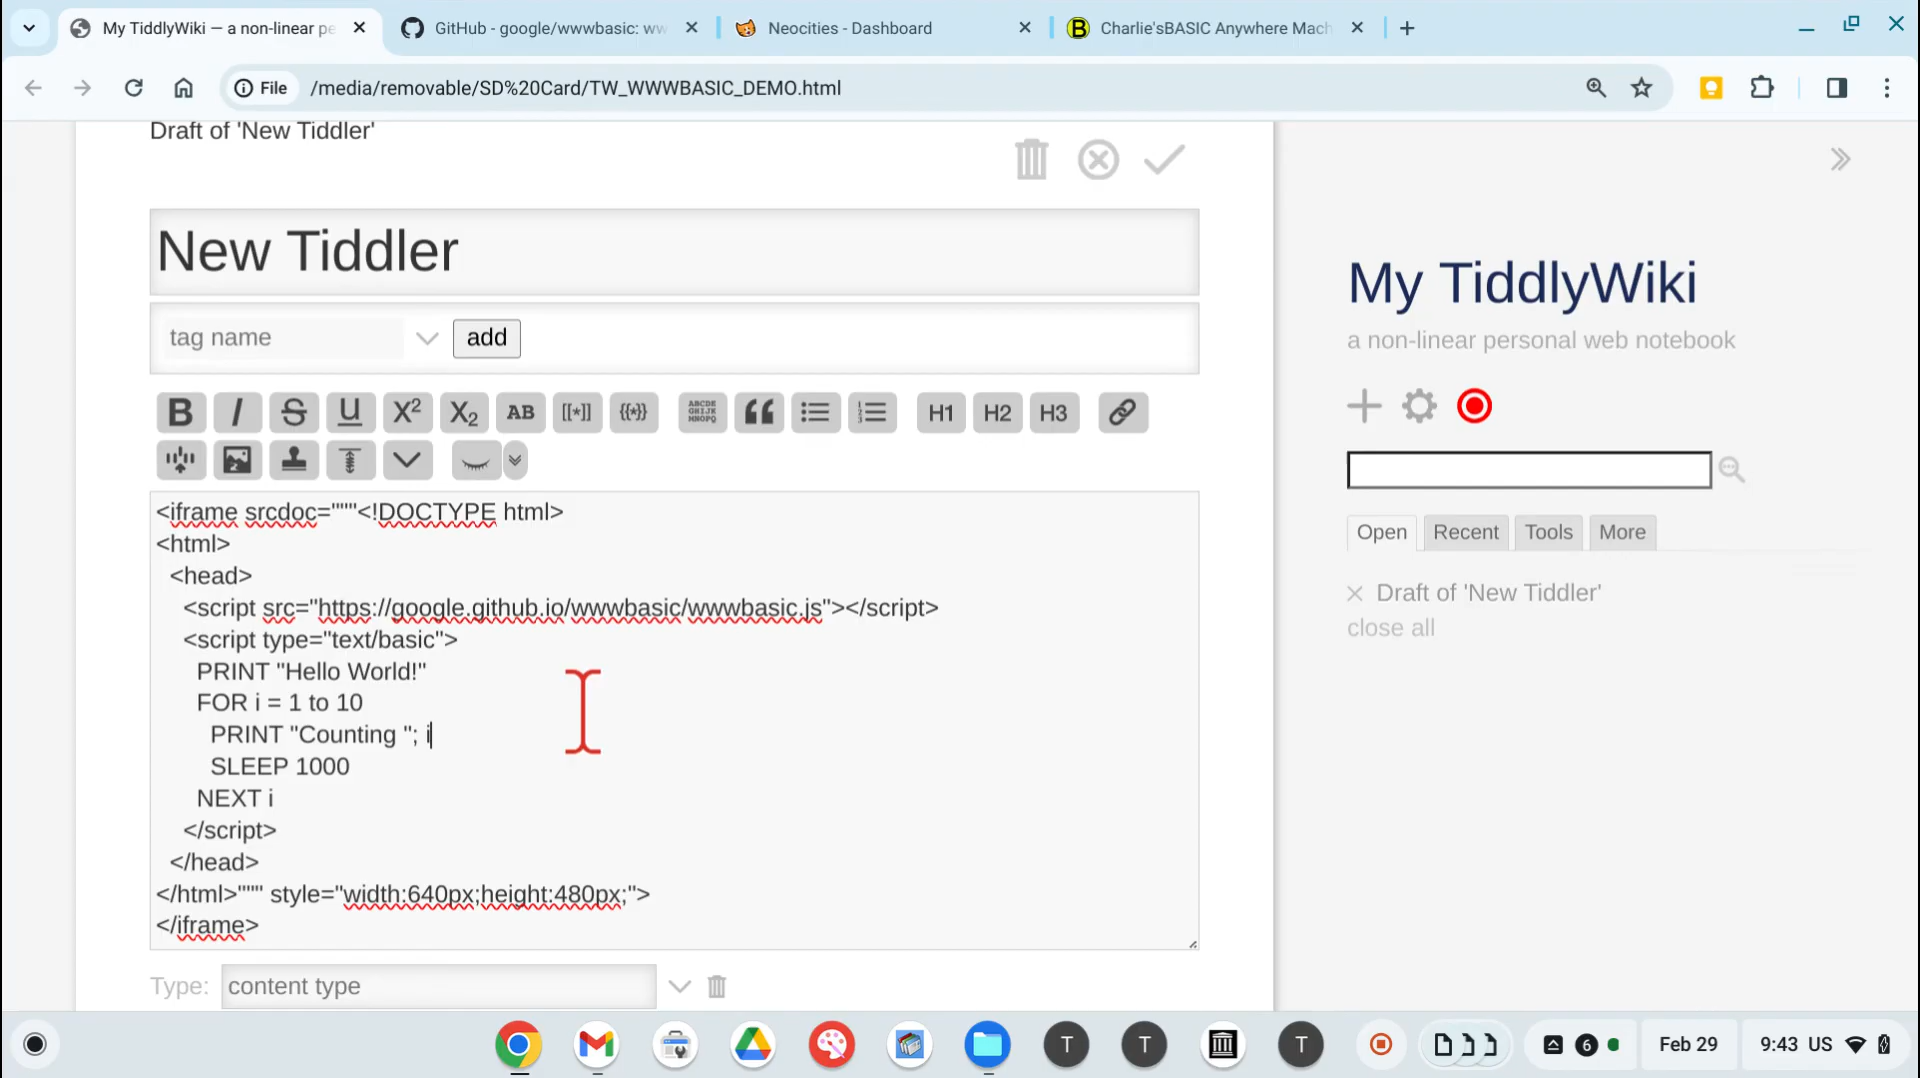 My TiddlyWiki — a non-linear pe
GitHub - google/wwwbasic: ww
Neocities - Dashboard
Charlie'sBASIC Anywhere Mach
File
/media/removable/SD%20Card/TW_WWWBASIC_DEMO.html
Draft of 'New Tiddler'
New Tiddler
tag name
add
B I S U X² X₂ AB [[*]] {{*}} ABCDE GHIJK MNOPQ H1 H2 H3
<iframe srcdoc="""<!DOCTYPE html>
<html>
<head>
<script src="https://google.github.io/wwwbasic/wwwbasic.js"></script>
<script type="text/basic">
PRINT "Hello World!"
FOR i = 1 to 10
PRINT "Counting "; i
SLEEP 1000
NEXT i
</script>
</head>
</html>""" style="width:640px;height:480px;">
</iframe>
Type:
content type
My TiddlyWiki
a non-linear personal web notebook
Open
Recent
Tools
More
Draft of 'New Tiddler'
close all
T
T
T
6
Feb 29
9:43 US